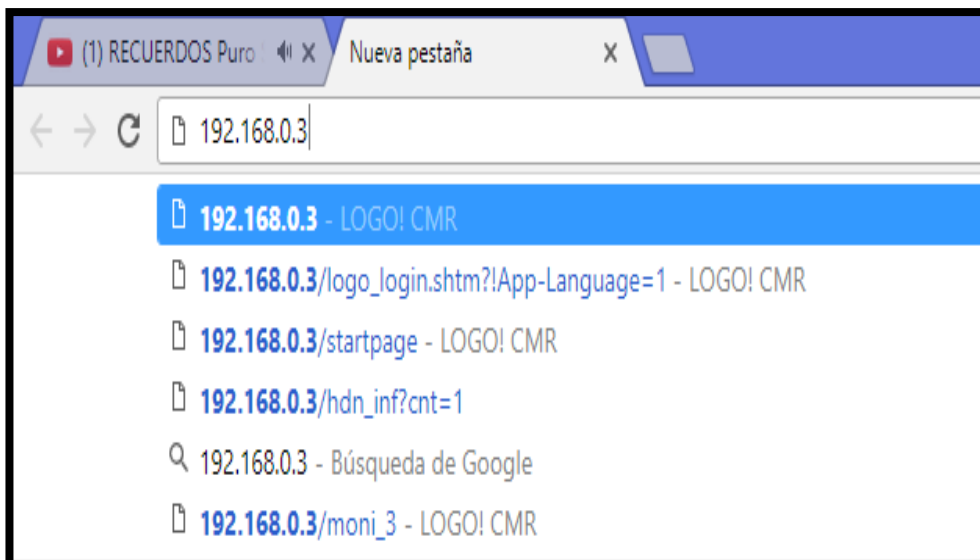 (1) RECUERDOS Puro
Nueva pestaña
192.168.0.3
192.168.0.3 - LOGO! CMR
192.168.0.3/logo_login.shtm?!App-Language=1 - LOGO! CMR
192.168.0.3/startpage - LOGO! CMR
192.168.0.3/hdn_inf?cnt=1
192.168.0.3 - Búsqueda de Google
192.168.0.3/moni_3 - LOGO! CMR